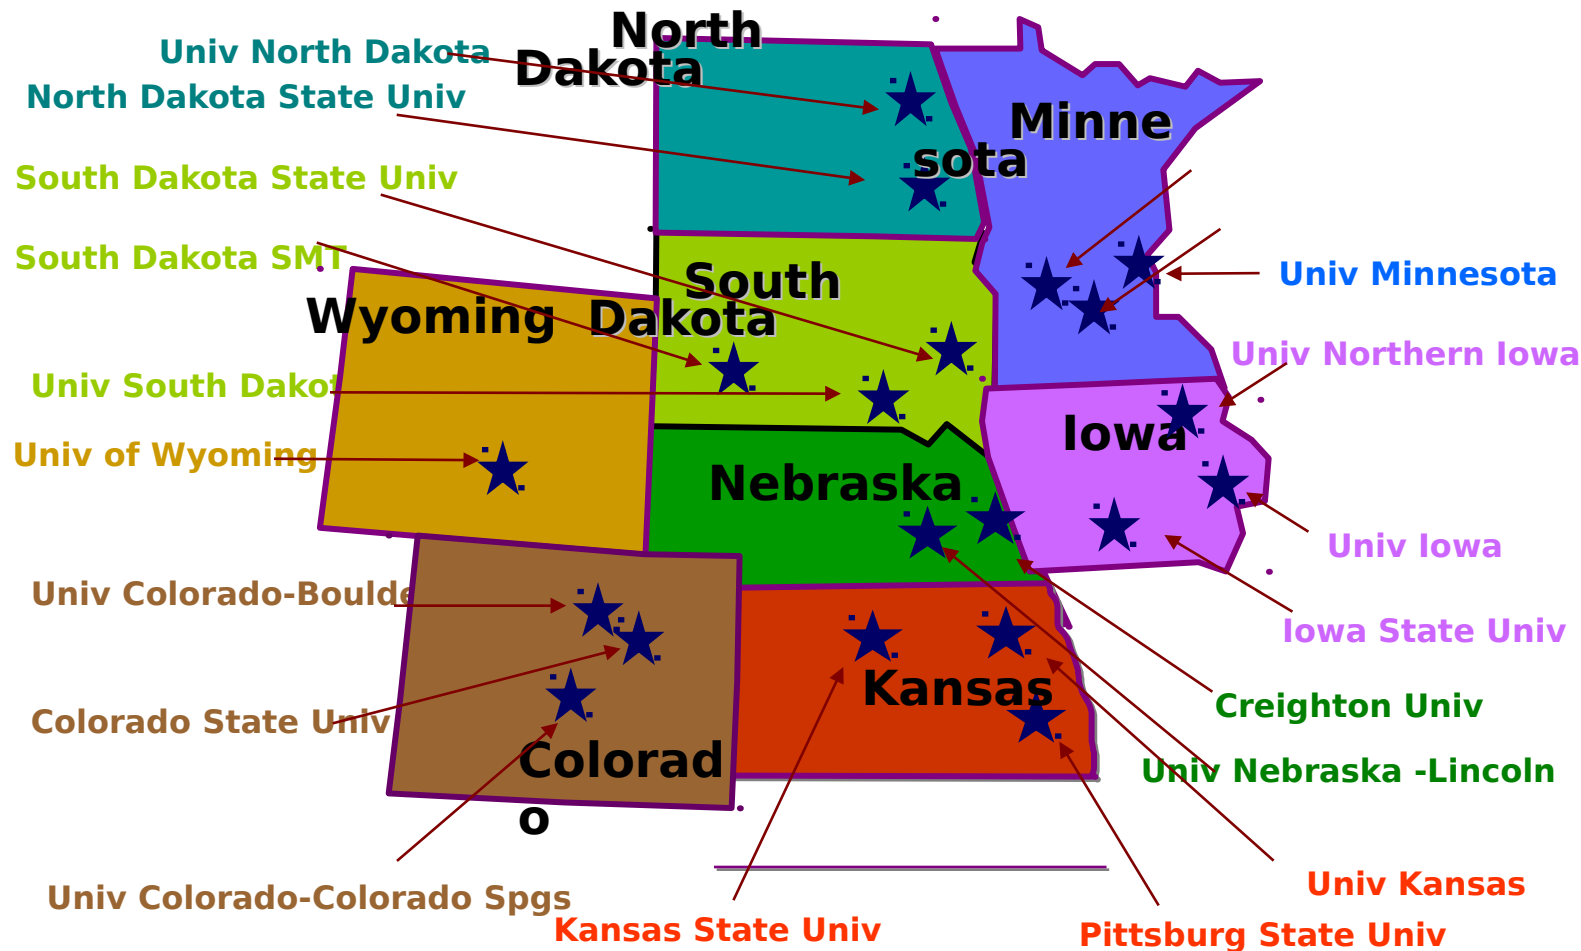 North
Dakota
Univ North Dakota
North Dakota State Univ
Minne
sota
South Dakota State Univ
South Dakota SMT
South
Dakota
Wyoming
Univ Minnesota
Univ Northern Iowa
Univ South Dakot
Iowa
Univ of Wyoming
Nebraska
Univ Iowa
Univ Colorado-Boulde
Iowa State Univ
Kansas
Creighton Univ
Colorado State Univ
Colorad
o
Univ Nebraska -Lincoln
Univ Kansas
Univ Colorado-Colorado Spgs
Kansas State Univ
Pittsburg State Univ